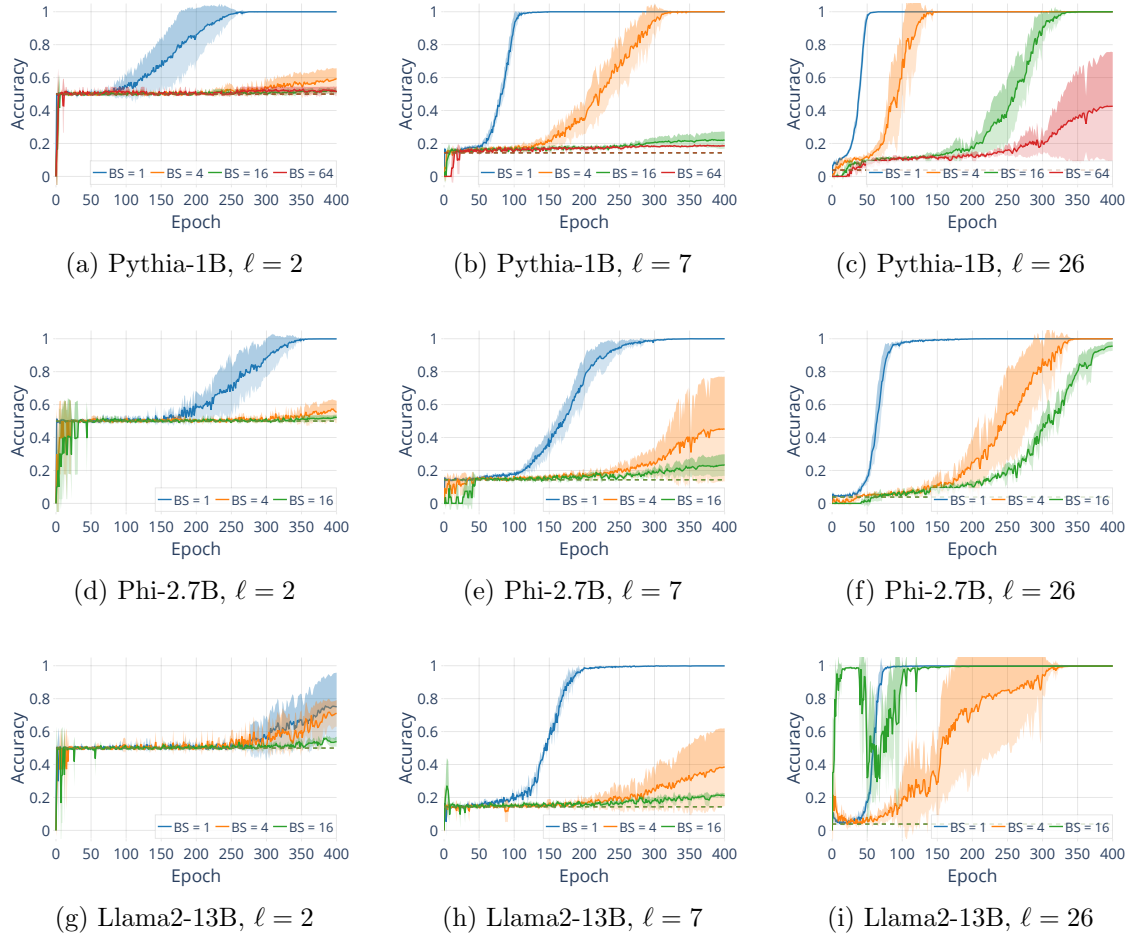 Accuracy
1
0.8
0.6
0.4
0.2
0
BS = 1 BS = 4 BS = 16 BS = 64
0 50 100 150 200 250 300 350 400
Epoch
(a) Pythia-1B, ℓ = 2
Accuracy
1
0.8
0.6
0.4
0.2
0
BS = 1 BS = 4 BS = 16 BS = 64
0 50 100 150 200 250 300 350 400
Epoch
(b) Pythia-1B, ℓ = 7
Accuracy
1
0.8
0.6
0.4
0.2
0
BS = 1 BS = 4 BS = 16 BS = 64
0 50 100 150 200 250 300 350 400
Epoch
(c) Pythia-1B, ℓ = 26
Accuracy
1
0.8
0.6
0.4
0.2
0
BS = 1 BS = 4 BS = 16
0 50 100 150 200 250 300 350 400
Epoch
(d) Phi-2.7B, ℓ = 2
Accuracy
1
0.8
0.6
0.4
0.2
0
BS = 1 BS = 4 BS = 16
0 50 100 150 200 250 300 350 400
Epoch
(e) Phi-2.7B, ℓ = 7
Accuracy
1
0.8
0.6
0.4
0.2
0
BS = 1 BS = 4 BS = 16
0 50 100 150 200 250 300 350 400
Epoch
(f) Phi-2.7B, ℓ = 26
Accuracy
1
0.8
0.6
0.4
0.2
0
BS = 1 BS = 4 BS = 16
0 50 100 150 200 250 300 350 400
Epoch
(g) Llama2-13B, ℓ = 2
Accuracy
1
0.8
0.6
0.4
0.2
0
BS = 1 BS = 4 BS = 16
0 50 100 150 200 250 300 350 400
Epoch
(h) Llama2-13B, ℓ = 7
Accuracy
1
0.8
0.6
0.4
0.2
0
BS = 1 BS = 4 BS = 16
0 50 100 150 200 250 300 350 400
Epoch
(i) Llama2-13B, ℓ = 26